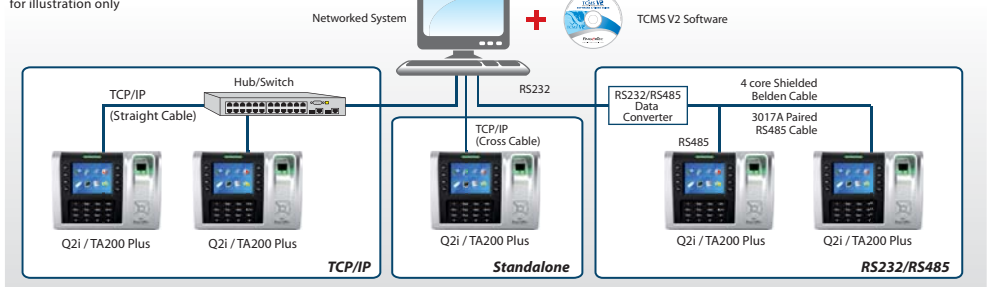 for illustration only
Networked System
TCMS V2 Software
TCMS V2
Hub/Switch
TCP/IP
(Straight Cable)
Q2i / TA200 Plus
Q2i / TA200 Plus
TCP/IP
TCP/IP
(Cross Cable)
Q2i / TA200 Plus
Standalone
RS232
RS232/RS485
Data
Converter
4 core Shielded
Belden Cable
3017A Paired
RS485 Cable
RS485
Q2i / TA200 Plus
Q2i / TA200 Plus
RS232/RS485